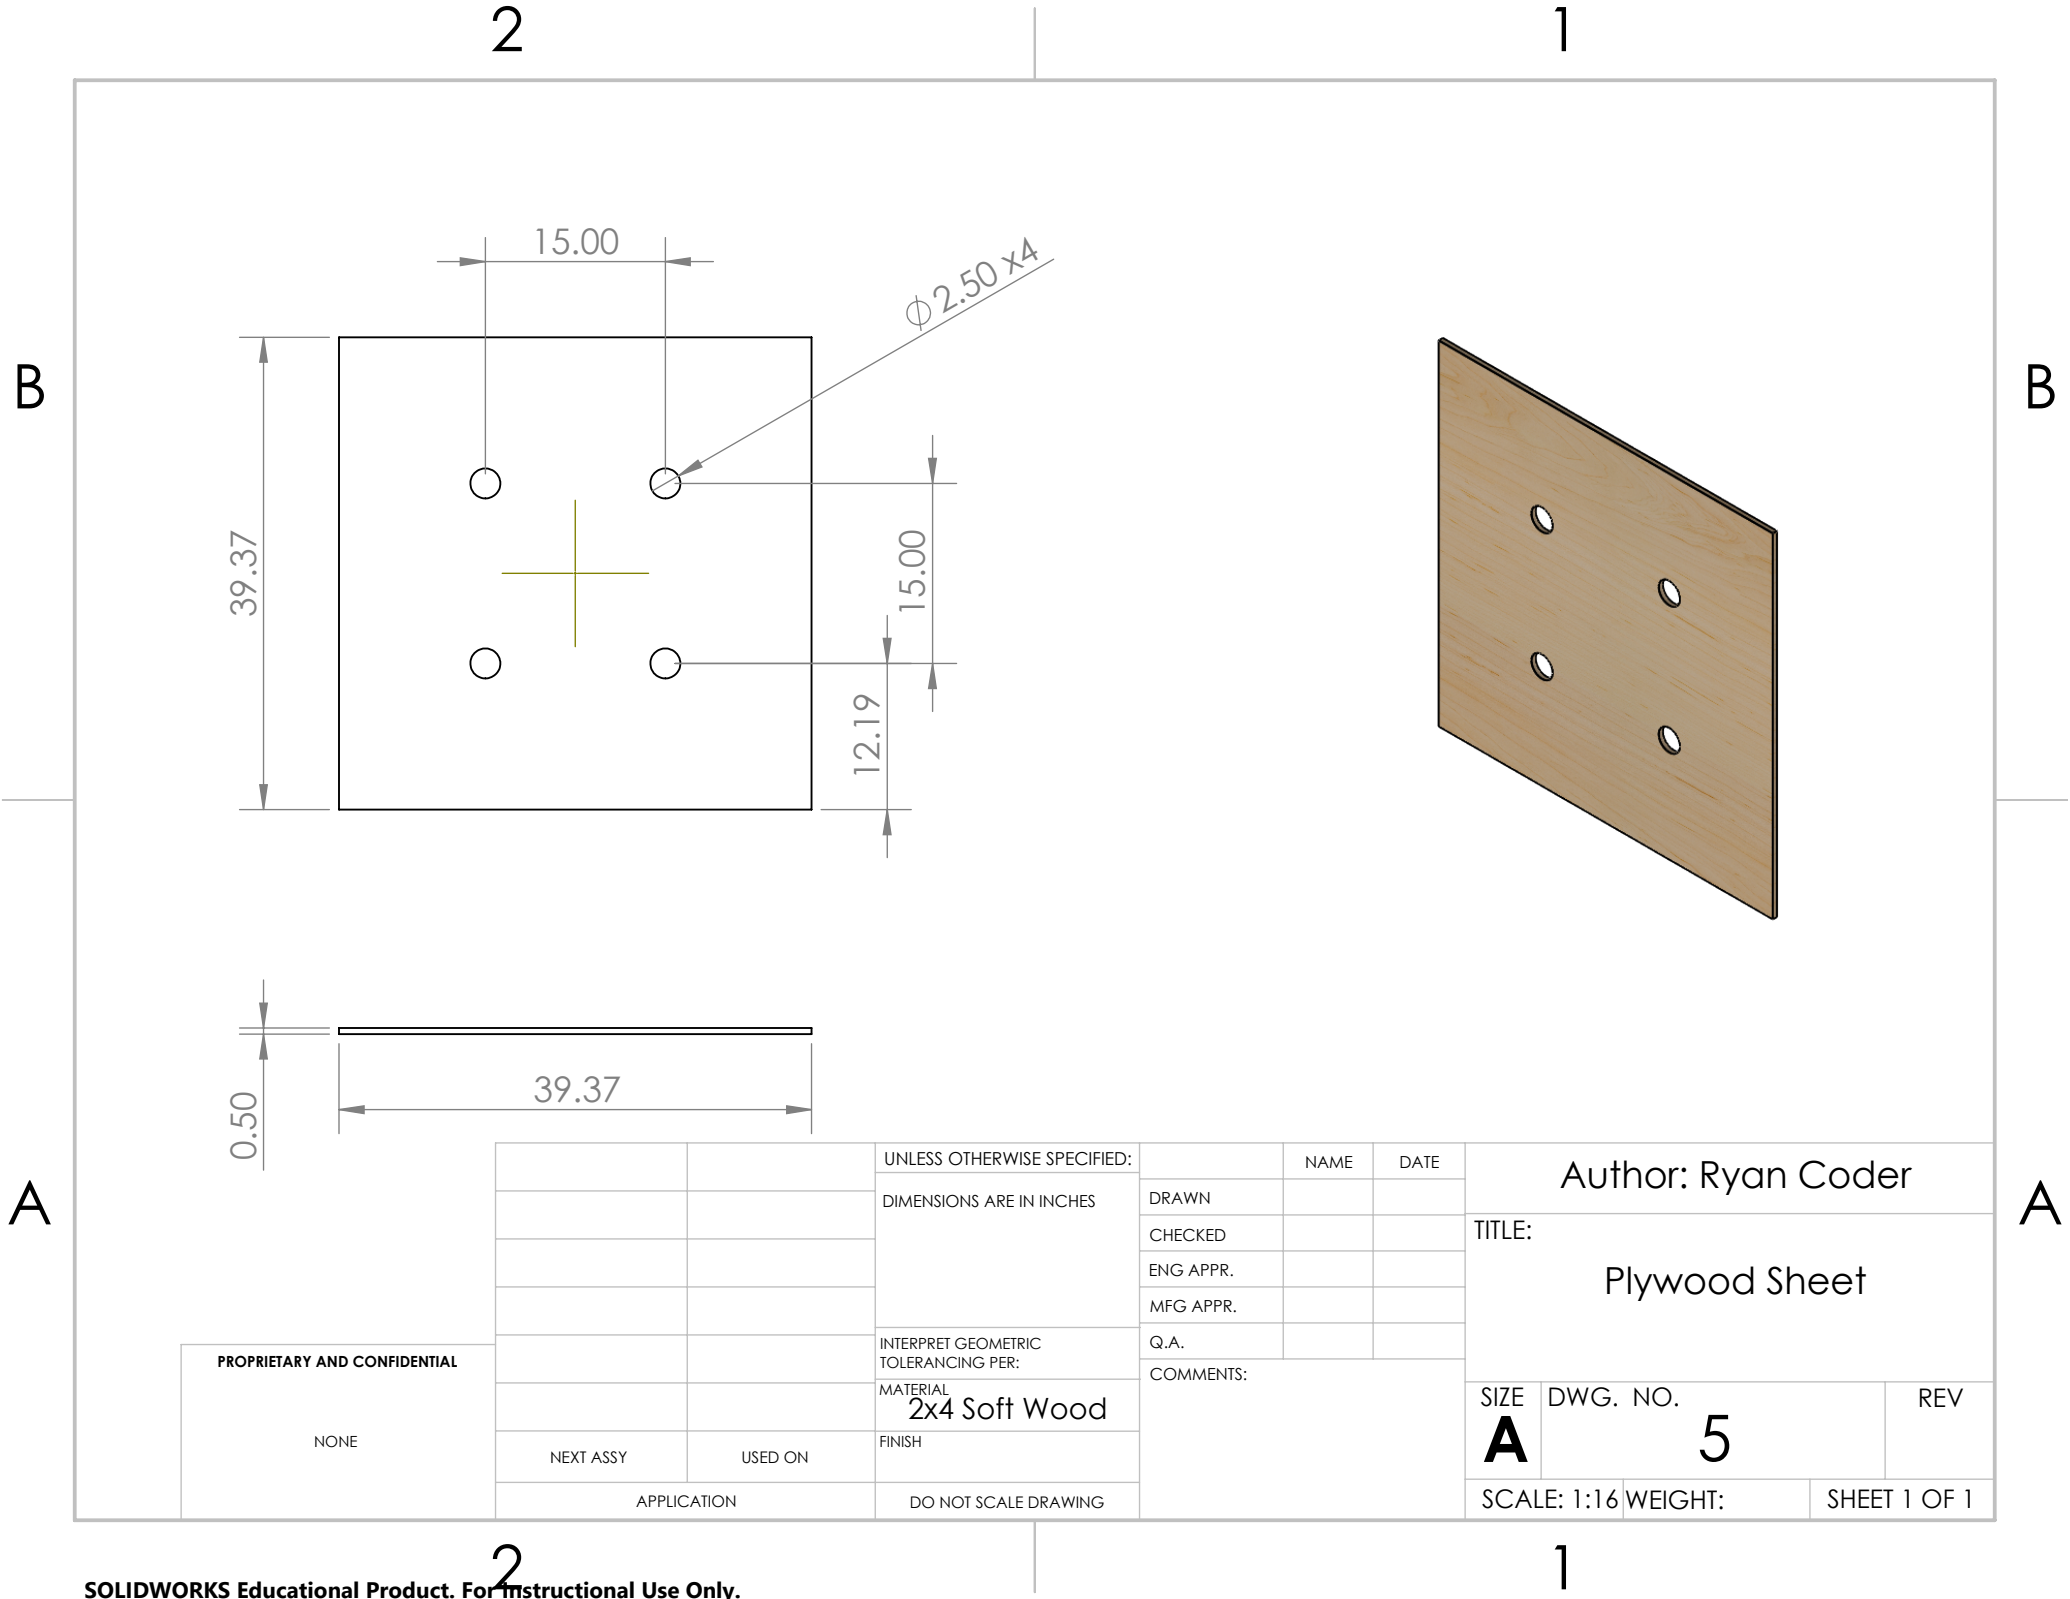 2
1
15.00
⌀ 2.50 x4
B
B
39.37
15.00
12.19
39.37
0.50
A
A
UNLESS OTHERWISE SPECIFIED:
DIMENSIONS ARE IN INCHES
INTERPRET GEOMETRIC
TOLERANCING PER:
MATERIAL
2x4 Soft Wood
FINISH
DO NOT SCALE DRAWING
PROPRIETARY AND CONFIDENTIAL
NONE
NEXT ASSY
USED ON
APPLICATION
NAME
DATE
DRAWN
CHECKED
ENG APPR.
MFG APPR.
Q.A.
COMMENTS:
Author: Ryan Coder
TITLE:
Plywood Sheet
SIZE
A
DWG. NO.
5
REV
SCALE: 1:16
WEIGHT:
SHEET 1 OF 1
2
1
SOLIDWORKS Educational Product. For Instructional Use Only.